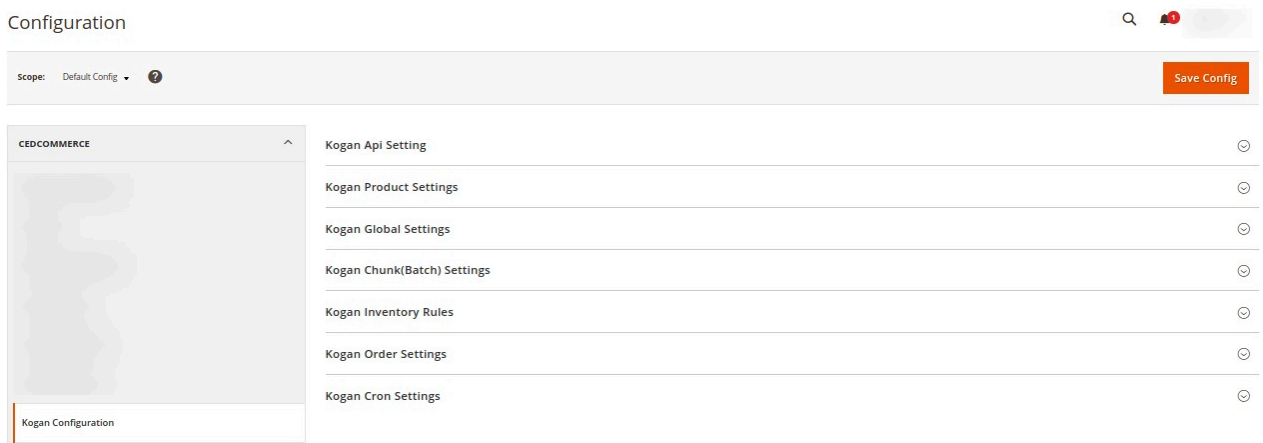 Configuration
1
Scope: Default Config ?
Save Config
CEDCOMMERCE
Kogan Configuration
Kogan Api Setting
Kogan Product Settings
Kogan Global Settings
Kogan Chunk(Batch) Settings
Kogan Inventory Rules
Kogan Order Settings
Kogan Cron Settings